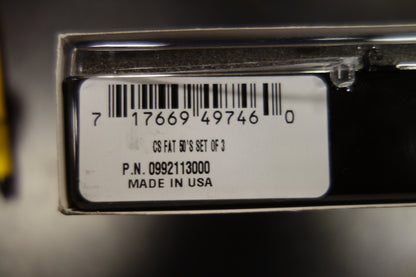 7 17669 49746 0
CS FAT 50'S SET OF 3
P.N. 0992113000
MADE IN USA